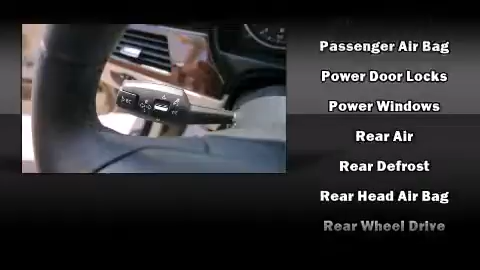 Passenger Air Bag
Power Door Locks
Power Windows
Rear Air
Rear Defrost
Rear Head Air Bag
Rear Wheel Drive